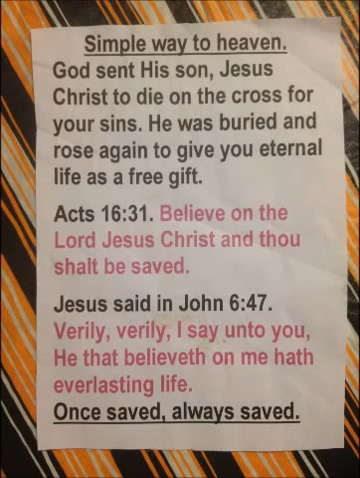 Simple way to heaven.
God sent His son, Jesus
Christ to die on the cross for
your sins. He was buried and
rose again to give you eternal
life as a free gift.
Acts 16:31. Believe on the
Lord Jesus Christ and thou
shalt be saved.
Jesus said in John 6:47.
Verily, verily, I say unto you,
He that believeth on me hath
everlasting life.
Once saved, always saved.